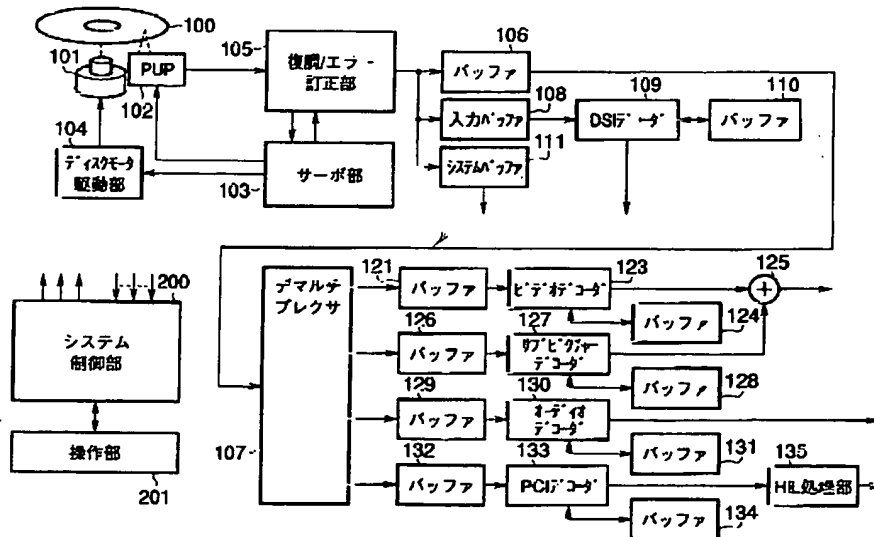 100
101
PUP
102
105
復調/エラー
訂正部
106
バッファ
104
ディスクモータ
駆動部
103
サーボ部
108
入力バッファ
109
DSIデコーダ
110
バッファ
111
システムバッファ
200
システム
制御部
操作部
201
デマルチ
プレクサ
107
121
バッファ
123
ビデオデコーダ
125
+
バッファ
124
126
バッファ
127
サブピクチャー
デコーダ
バッファ
128
129
バッファ
130
オーディオ
デコーダ
バッファ
131
132
バッファ
133
PCIデコーダ
135
HLI処理部
バッファ
134